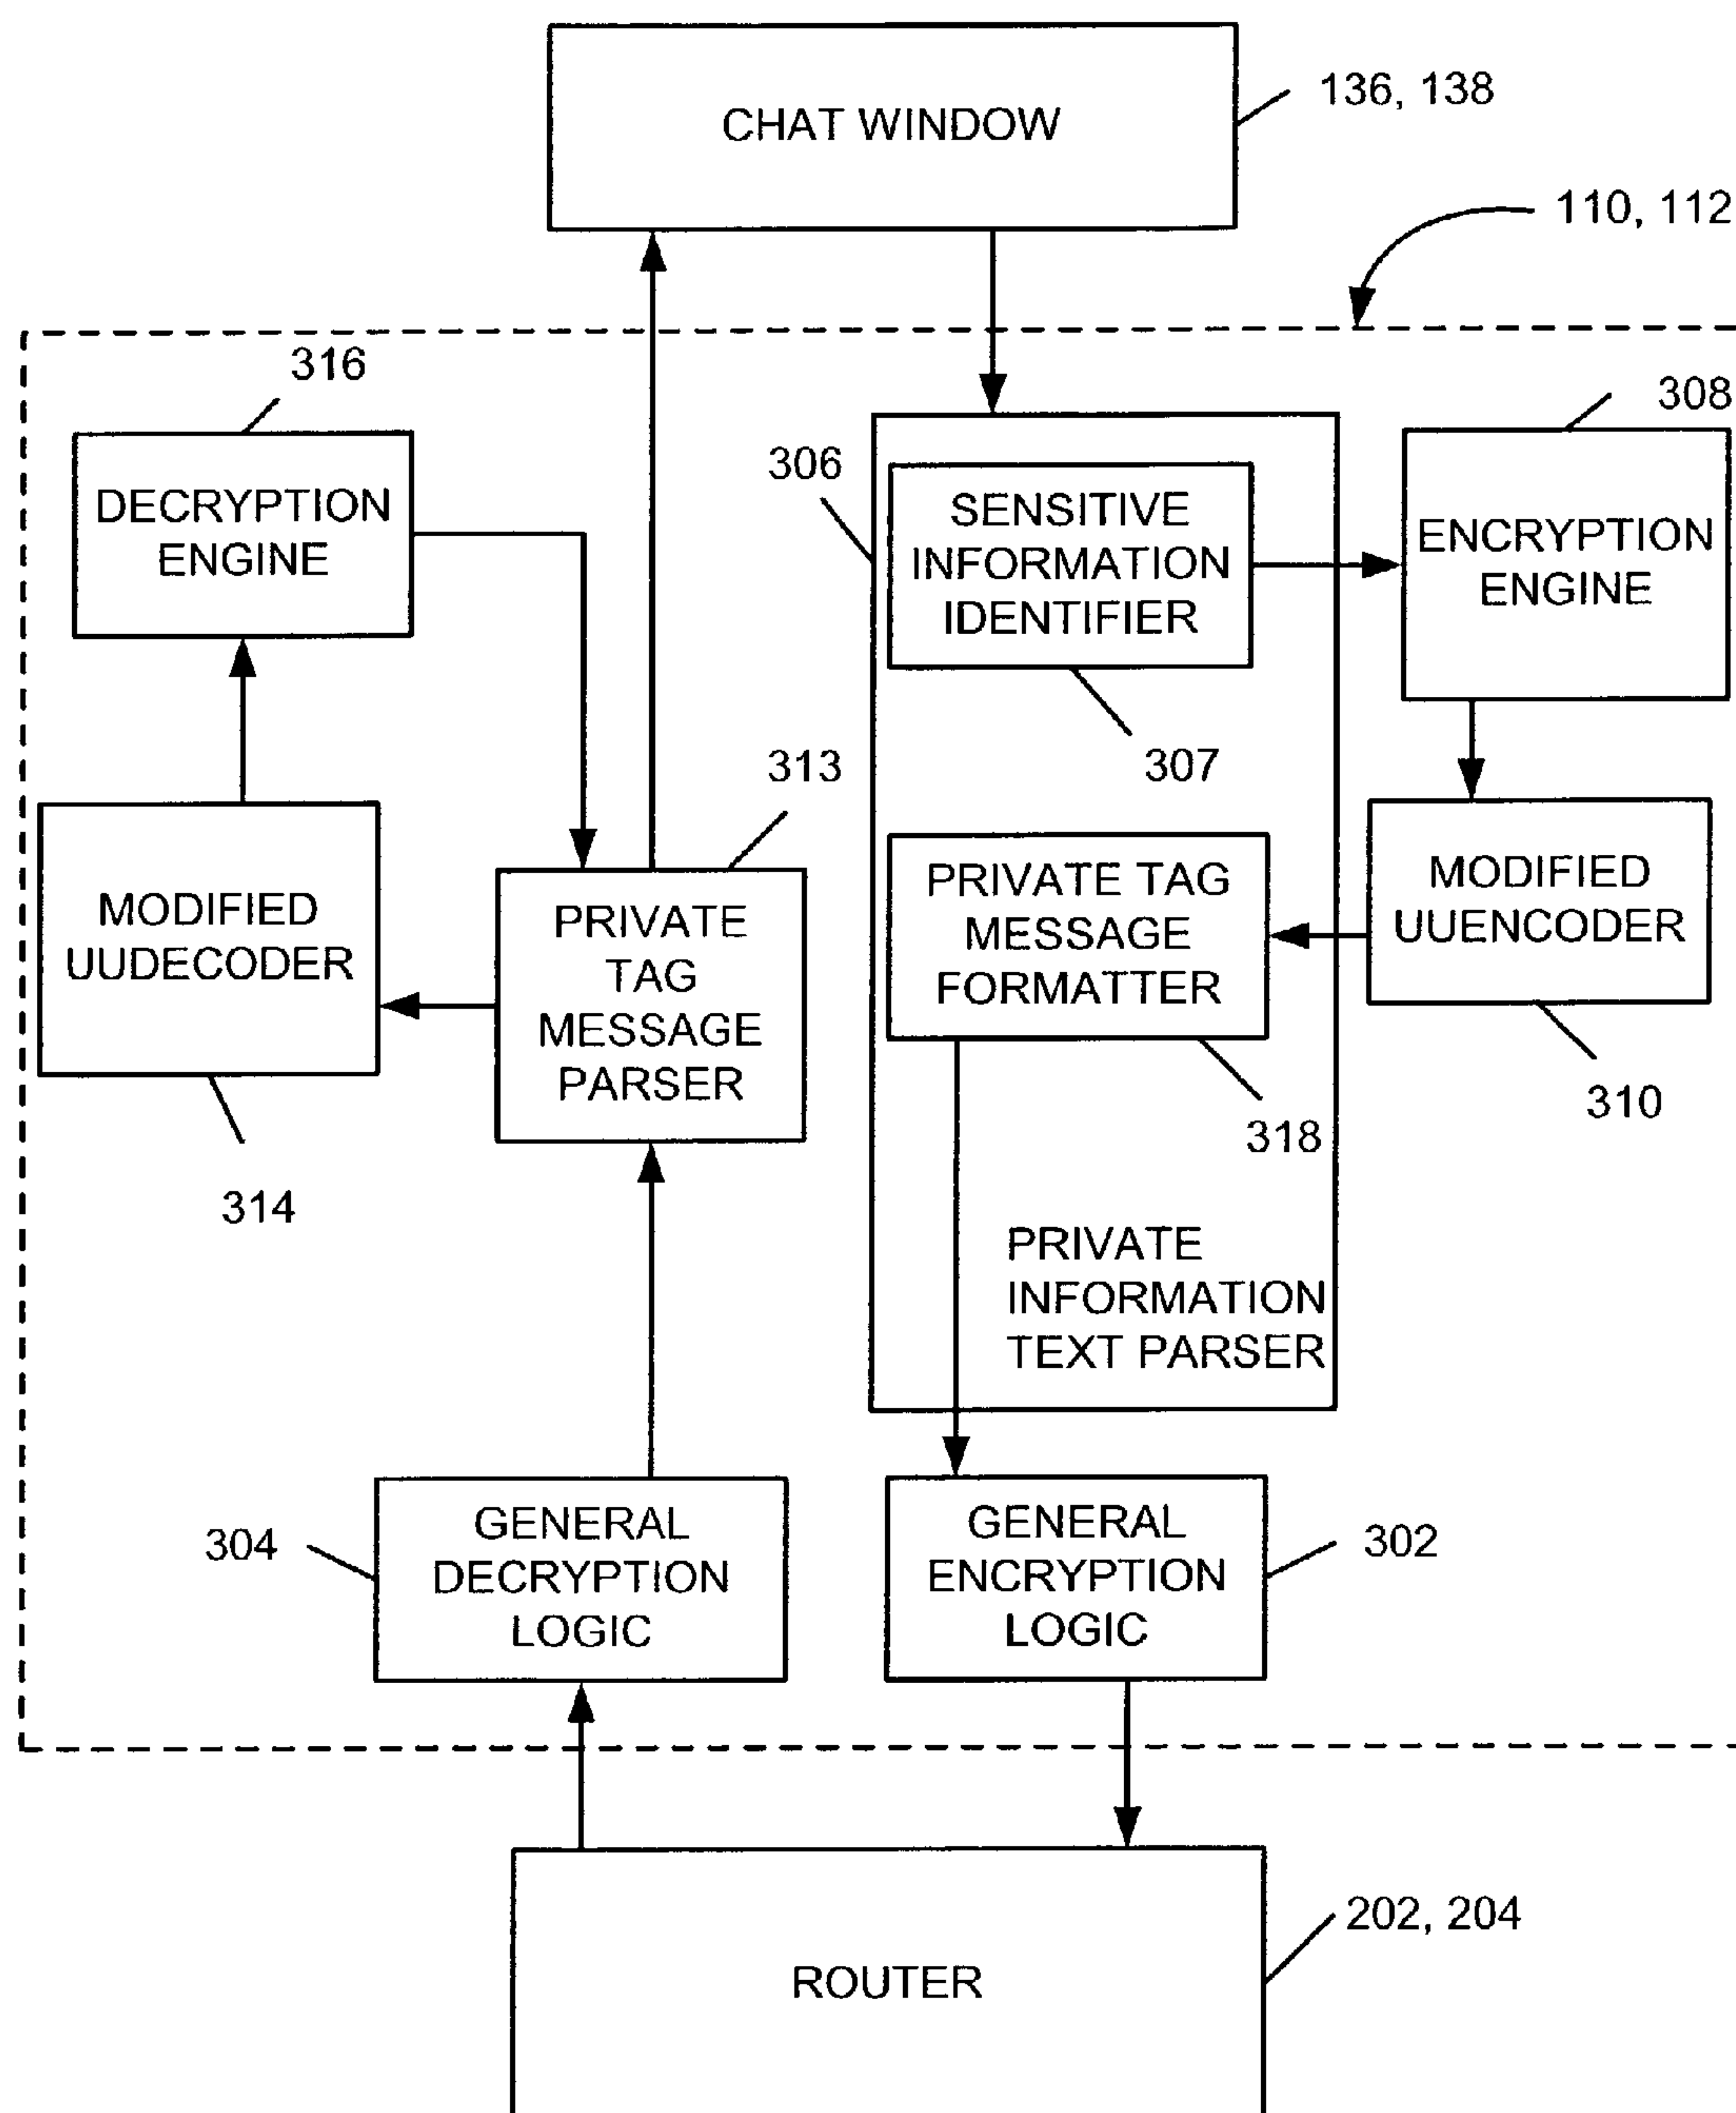 CHAT WINDOW
136, 138
110, 112
316
308
306
DECRYPTION
ENGINE
SENSITIVE
INFORMATION
IDENTIFIER
ENCRYPTION
ENGINE
307
313
MODIFIED
UUDECODER
PRIVATE
TAG
MESSAGE
PARSER
PRIVATE TAG
MESSAGE
FORMATTER
MODIFIED
UUENCODER
310
318
314
PRIVATE
INFORMATION
TEXT PARSER
304
GENERAL
DECRYPTION
LOGIC
GENERAL
ENCRYPTION
LOGIC
302
202, 204
ROUTER